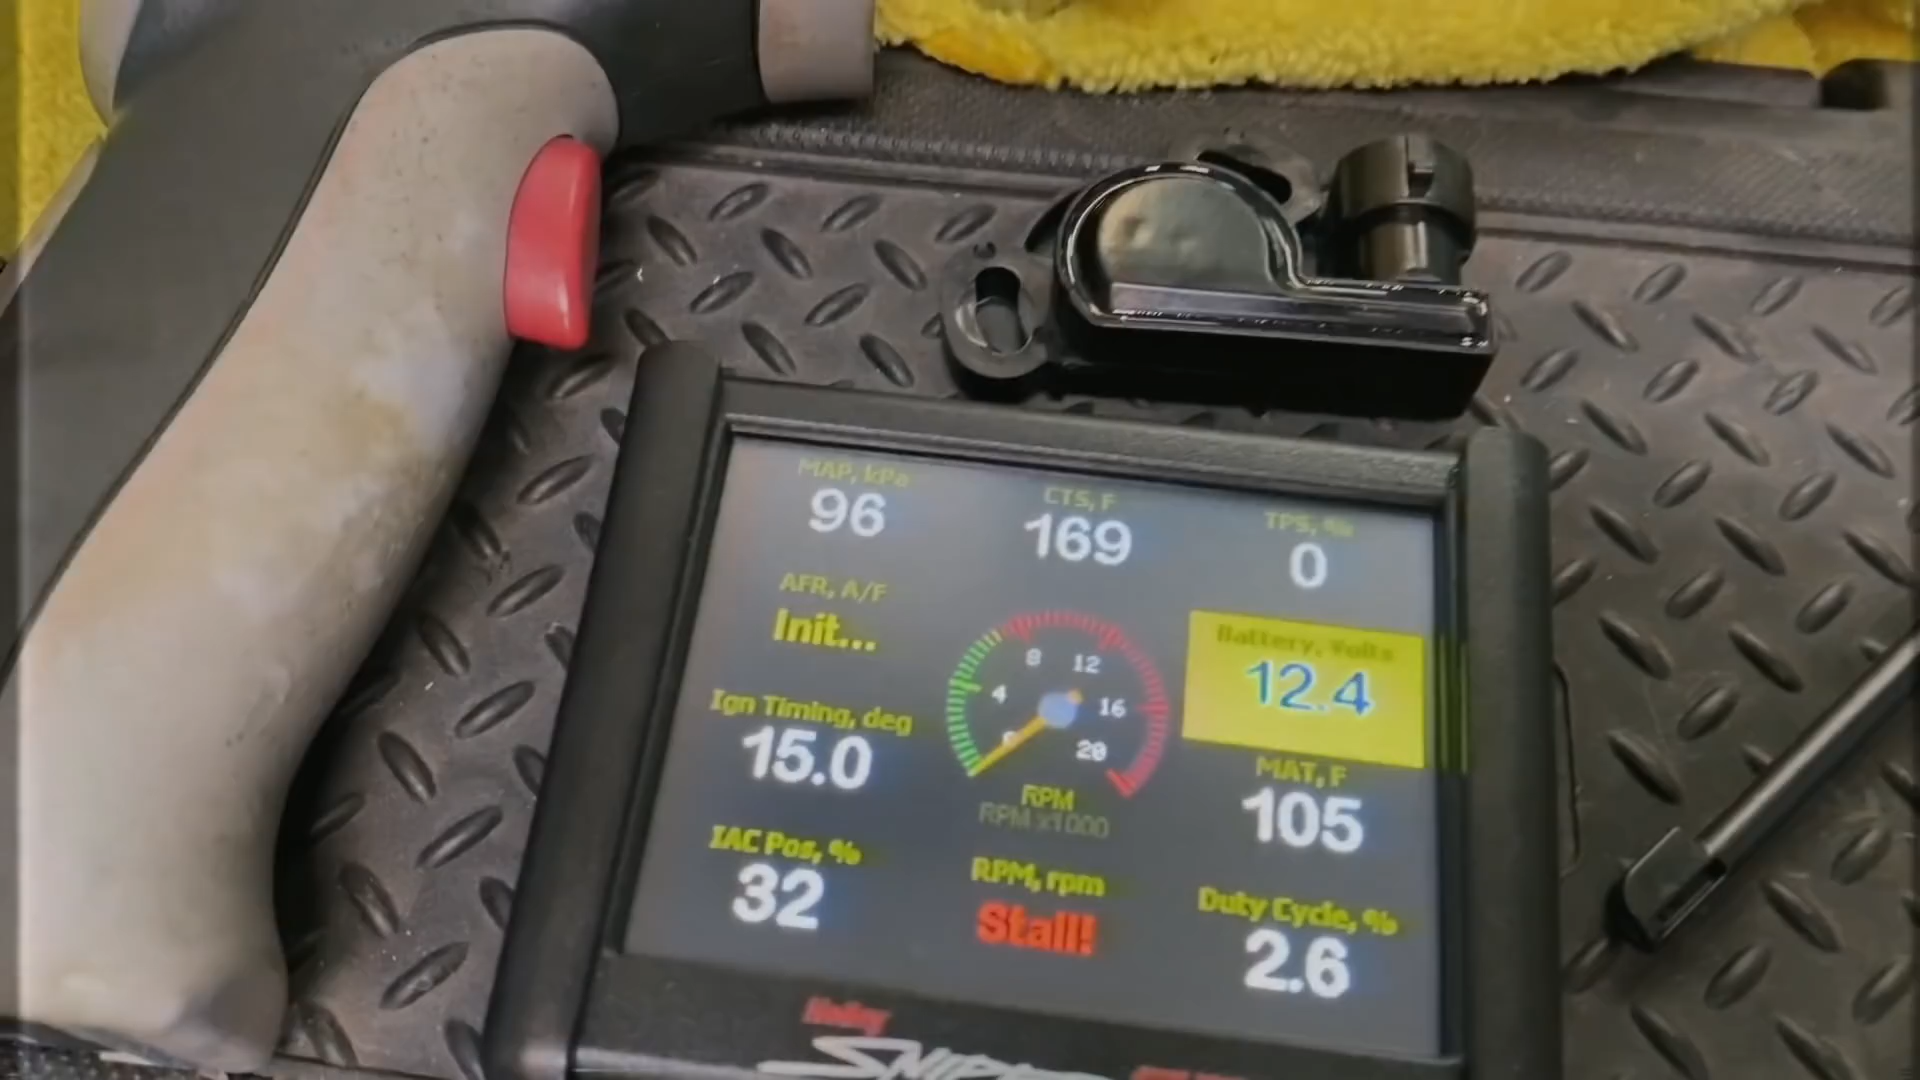 MAP, kPa
96
CTS, F
169
TPS, %
0
AFR, A/F
Init...
Battery, Volts
12.4
Ign Timing, deg
15.0
4
8
12
16
20
RPM
RPM x1000
MAT, F
105
IAC Pos, %
32
RPM, rpm
Stall!
Duty Cycle, %
2.6
Holley
SNIPER